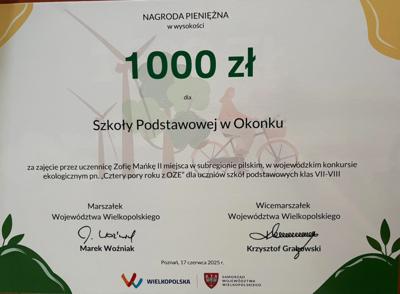 NAGRODA PIENIĘŻNA
w wysokości
1000 zł
dla
Szkoły Podstawowej w Okonku
za zajęcie przez uczennicę Zofię Mańkę II miejsca w subregionie pilskim, w wojewódzkim konkursie
ekologicznym pn. „Cztery pory roku z OZE" dla uczniów szkół podstawowych klas VII-VIII
Marszałek
Województwa Wielkopolskiego
Marek Woźniak
Wicemarszałek
Województwa Wielkopolskiego
Krzysztof Grabowski
Poznań, 17 czerwca 2025 r.
WIELKOPOLSKA
SAMORZĄD
WOJEWÓDZTWA
WIELKOPOLSKIEGO